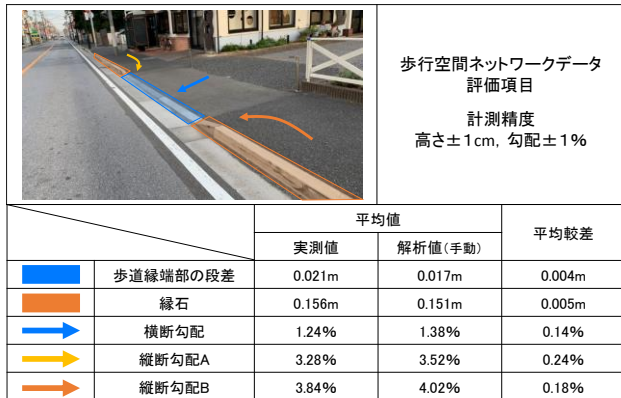 歩行空間ネットワークデータ
評価項目
計測精度
高さ±1cm, 勾配±1%
平均値
平均較差
実測値
解析値(手動)
歩道縁端部の段差 0.021m 0.017m 0.004m
縁石 0.156m 0.151m 0.005m
横断勾配 1.24% 1.38% 0.14%
縦断勾配A 3.28% 3.52% 0.24%
縦断勾配B 3.84% 4.02% 0.18%